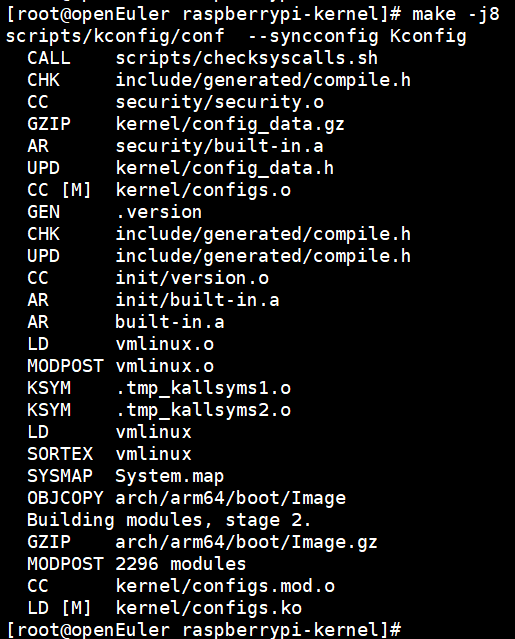 [root@openEuler raspberrypi-kernel]# make -j8
scripts/kconfig/conf  --syncconfig Kconfig
  CALL    scripts/checksyscalls.sh
  CHK     include/generated/compile.h
  CC      security/security.o
  GZIP    kernel/config_data.gz
  AR      security/built-in.a
  UPD     kernel/config_data.h
  CC [M]  kernel/configs.o
  GEN     .version
  CHK     include/generated/compile.h
  UPD     include/generated/compile.h
  CC      init/version.o
  AR      init/built-in.a
  AR      built-in.a
  LD      vmlinux.o
  MODPOST vmlinux.o
  KSYM    .tmp_kallsyms1.o
  KSYM    .tmp_kallsyms2.o
  LD      vmlinux
  SORTEX  vmlinux
  SYSMAP  System.map
  OBJCOPY arch/arm64/boot/Image
  Building modules, stage 2.
  GZIP    arch/arm64/boot/Image.gz
  MODPOST 2296 modules
  CC      kernel/configs.mod.o
  LD [M]  kernel/configs.ko
[root@openEuler raspberrypi-kernel]#